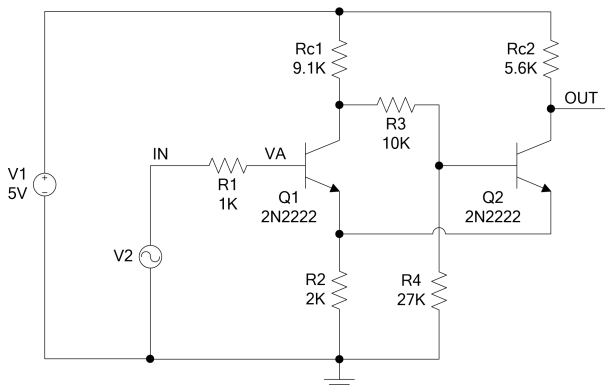 Rc1
9.1K
Rc2
5.6K
OUT
R3
10K
IN
VA
R1
1K
V1
5V
+
−
Q1
2N2222
Q2
2N2222
V2
R2
2K
R4
27K